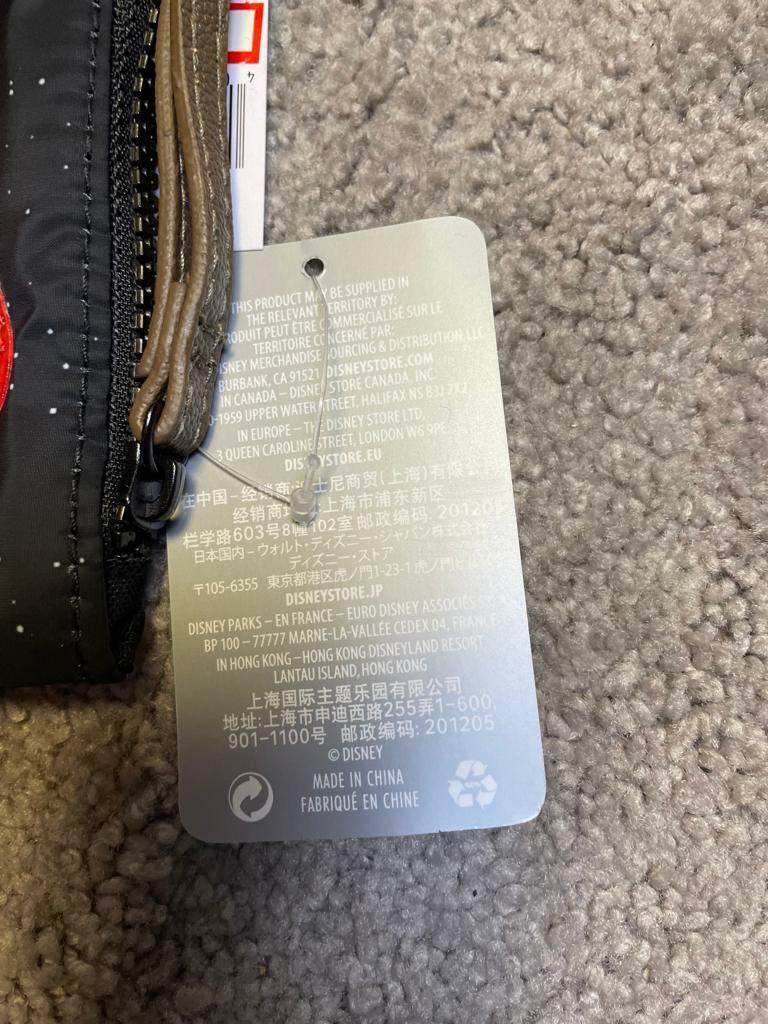 THIS PRODUCT MAY BE SUPPLIED IN
THE RELEVANT TERRITORY BY:
RODUIT PEUT ÊTRE COMMERCIALISÉ SUR LE
TERRITOIRE CONCERNÉ PAR:
ISNEY MERCHANDISE SOURCING & DISTRIBUTION, LLC
BURBANK, CA 91521 DISNEYSTORE.COM
IN CANADA – DISNEY STORE CANADA, INC.
0-1959 UPPER WATER STREET, HALIFAX NS B3J 7X2
IN EUROPE – THE DISNEY STORE LTD,
3 QUEEN CAROLINE STREET, LONDON W6 9PE
DISNEYSTORE.EU
在中国 – 经销商: 士尼商贸(上海)有限公
经销商 上海市浦东新区
栏学路603号8幢102室 邮政编码: 201205
日本国内 – ウォルト・ディズニー・ジャパン株式会社
ディズニー・ストア
〒105-6355 東京都港区虎ノ門1-23-1 虎ノ門ヒル
DISNEYSTORE.JP
DISNEY PARKS – EN FRANCE – EURO DISNEY ASSOCIÉS
BP 100 – 77777 MARNE-LA-VALLÉE CEDEX 04, FRANCE
IN HONG KONG – HONG KONG DISNEYLAND RESORT
LANTAU ISLAND, HONG KONG
上海国际主题乐园有限公司
地址: 上海市申迪西路255弄1-600,
901-1100号 邮政编码: 201205
© DISNEY
MADE IN CHINA
FABRIQUÉ EN CHINE